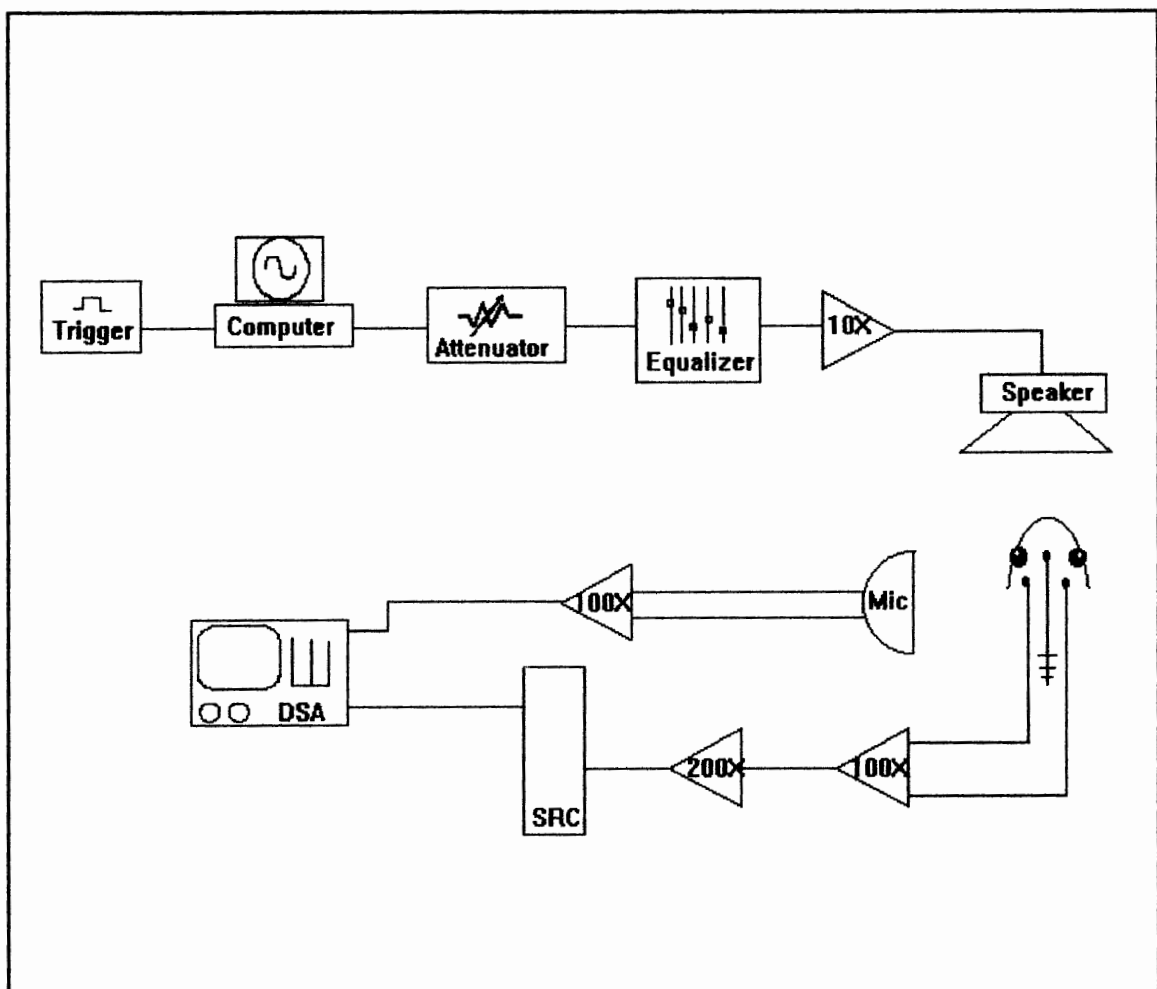 Trigger
Computer
Attenuator
Equalizer
10X
Speaker
100X
Mic
DSA
SRC
200X
100X